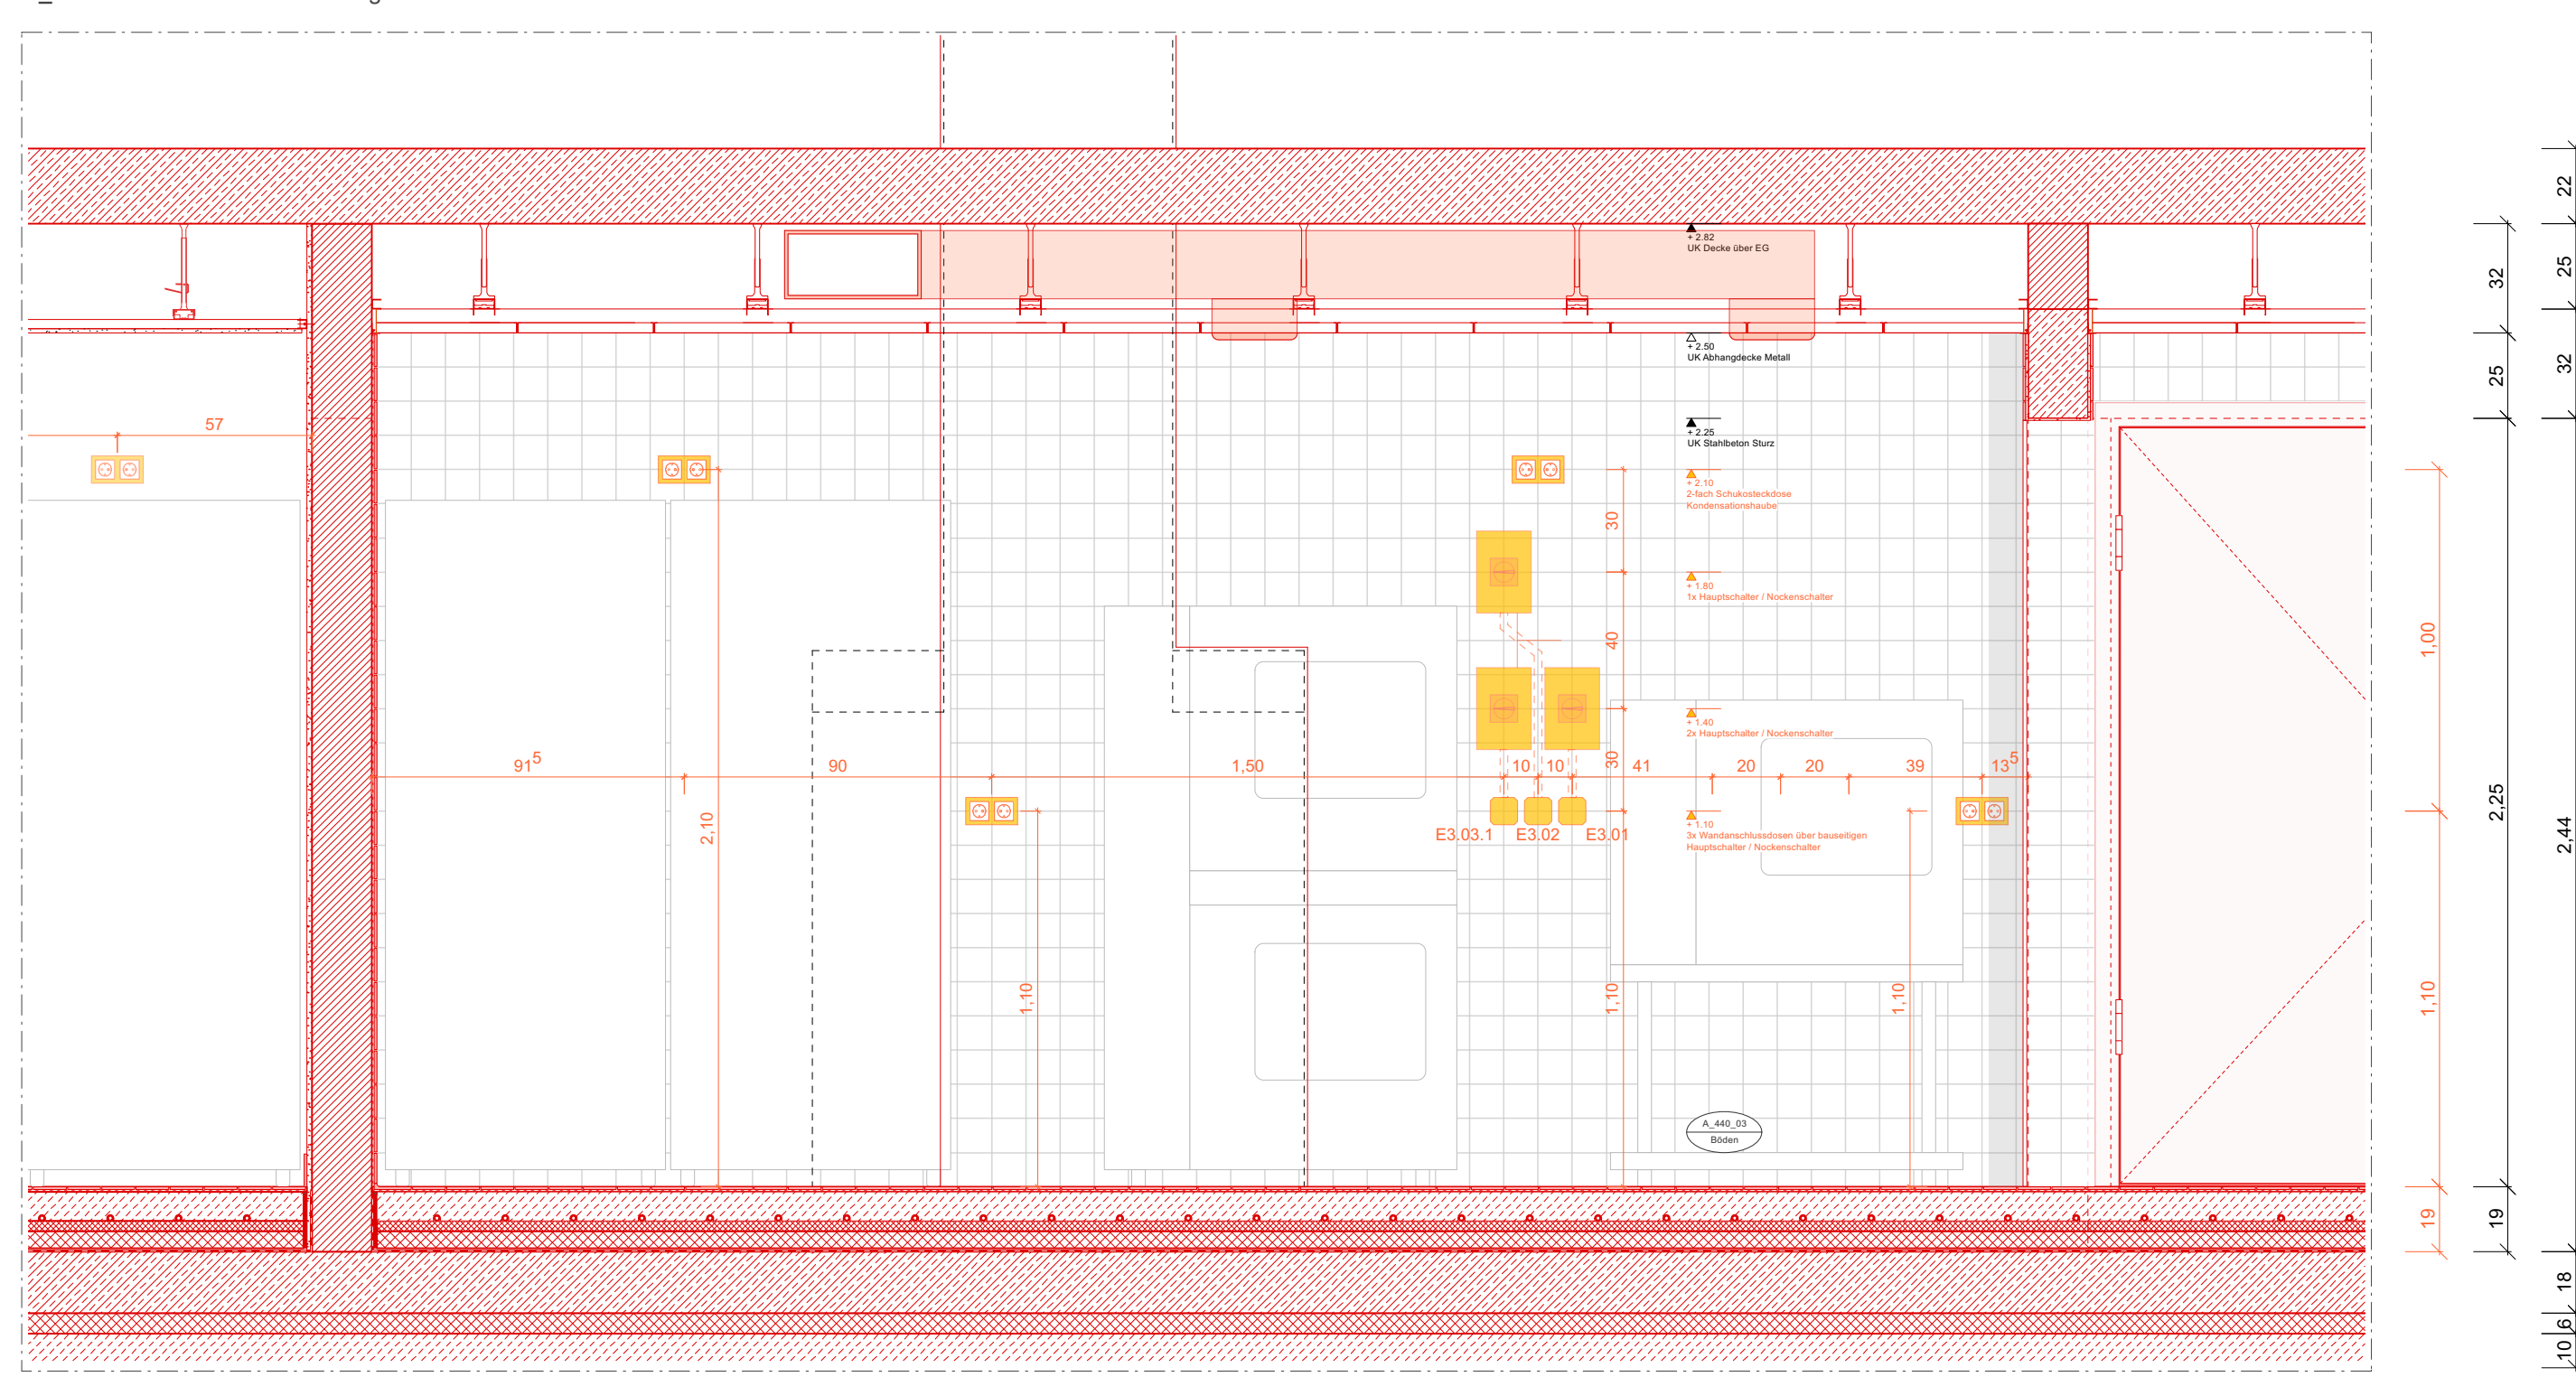 22
+ 2.82
UK Decke über EG
32
25
+ 2.50
UK Abhangdecke Metall
25
32
57
+ 2.25
UK Stahlbeton Sturz
+ 2.10
2-fach Schukosteckdose
Kondensationshaube
30
+ 1.80
1x Hauptschalter / Nockenschalter
40
1,00
+ 1.40
2x Hauptschalter / Nockenschalter
30
91⁵
90
1,50
10
10
41
20
20
39
13⁵
2,25
2,44
2,10
+ 1.10
3x Wandanschlussdosen über bauseitigen
Hauptschalter / Nockenschalter
E3.03.1
E3.02
E3.01
1,10
1,10
1,10
1,10
A_440_03
Böden
19
19
18
6
10